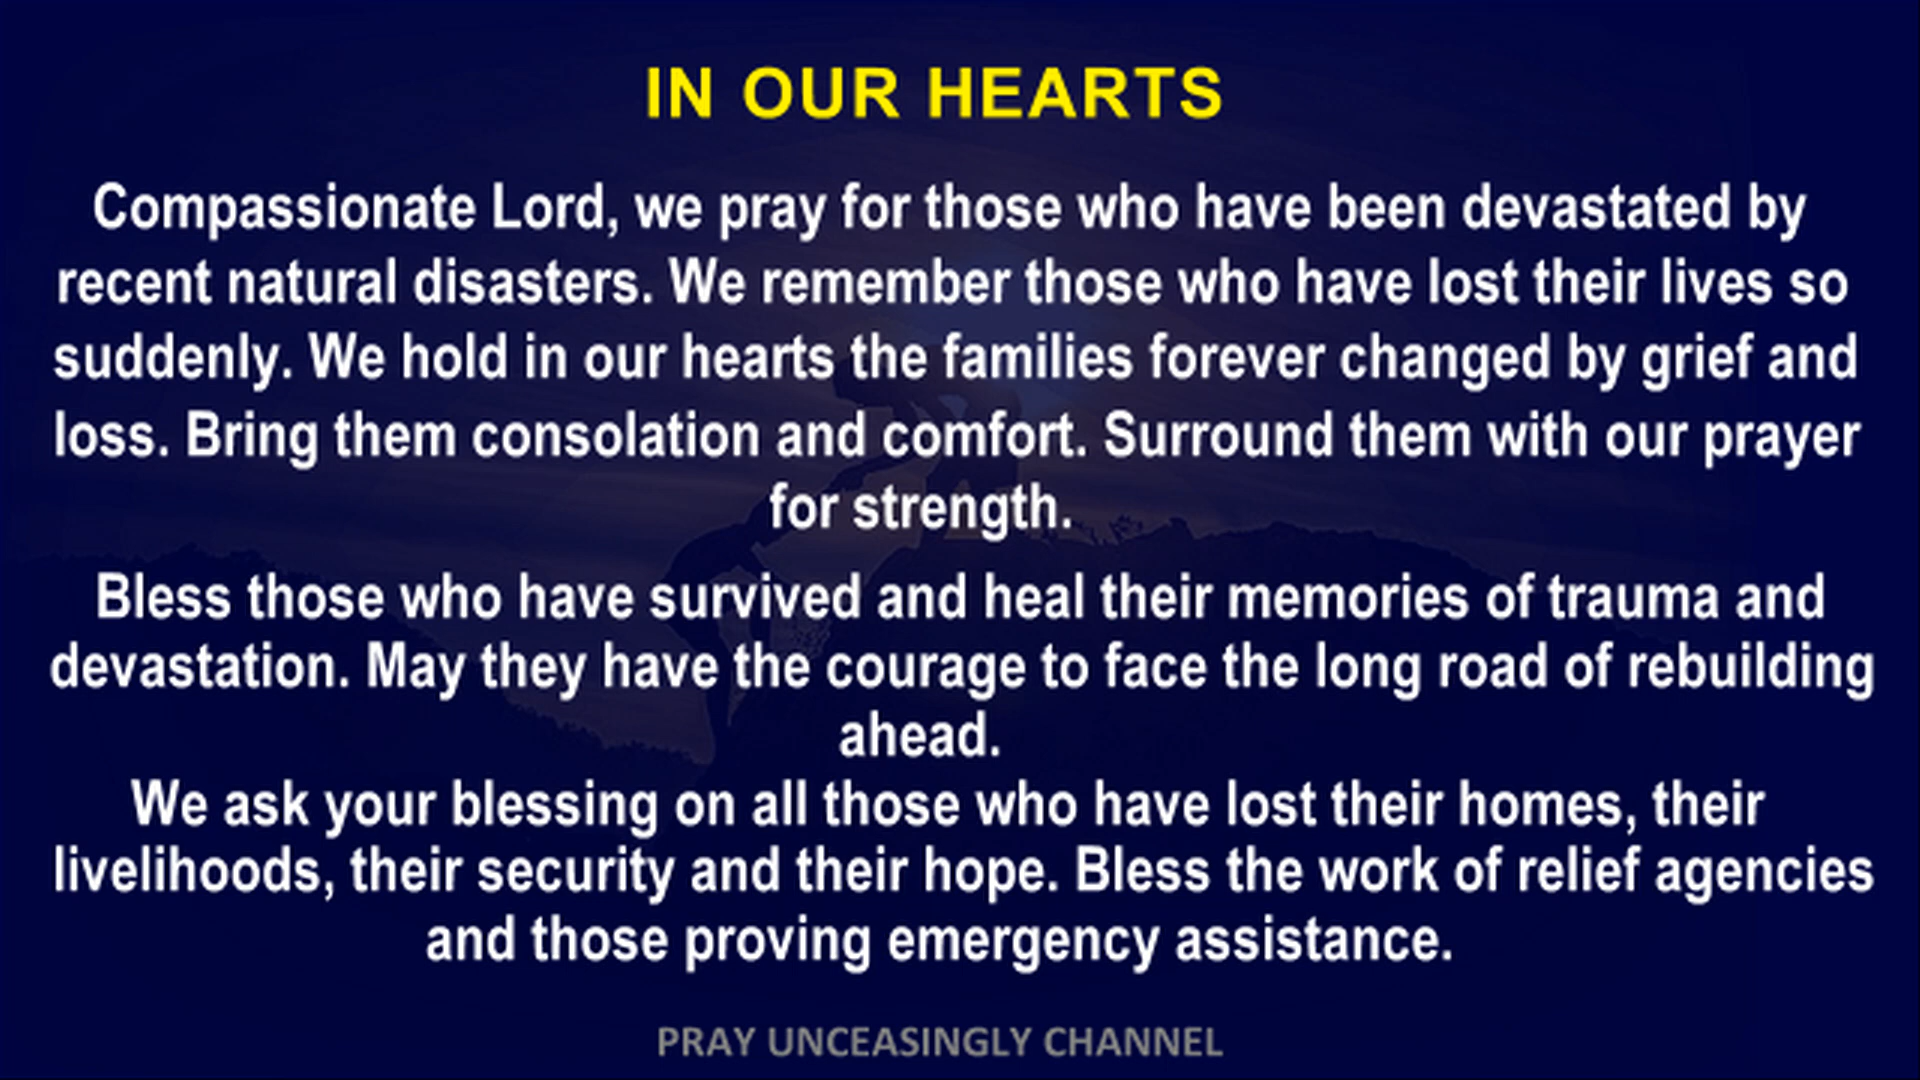 IN OUR HEARTS
Compassionate Lord, we pray for those who have been devastated by
recent natural disasters. We remember those who have lost their lives so
suddenly. We hold in our hearts the families forever changed by grief and
loss. Bring them consolation and comfort. Surround them with our prayer
for strength.
Bless those who have survived and heal their memories of trauma and
devastation. May they have the courage to face the long road of rebuilding
ahead.
We ask your blessing on all those who have lost their homes, their
livelihoods, their security and their hope. Bless the work of relief agencies
and those proving emergency assistance.
PRAY UNCEASINGLY CHANNEL